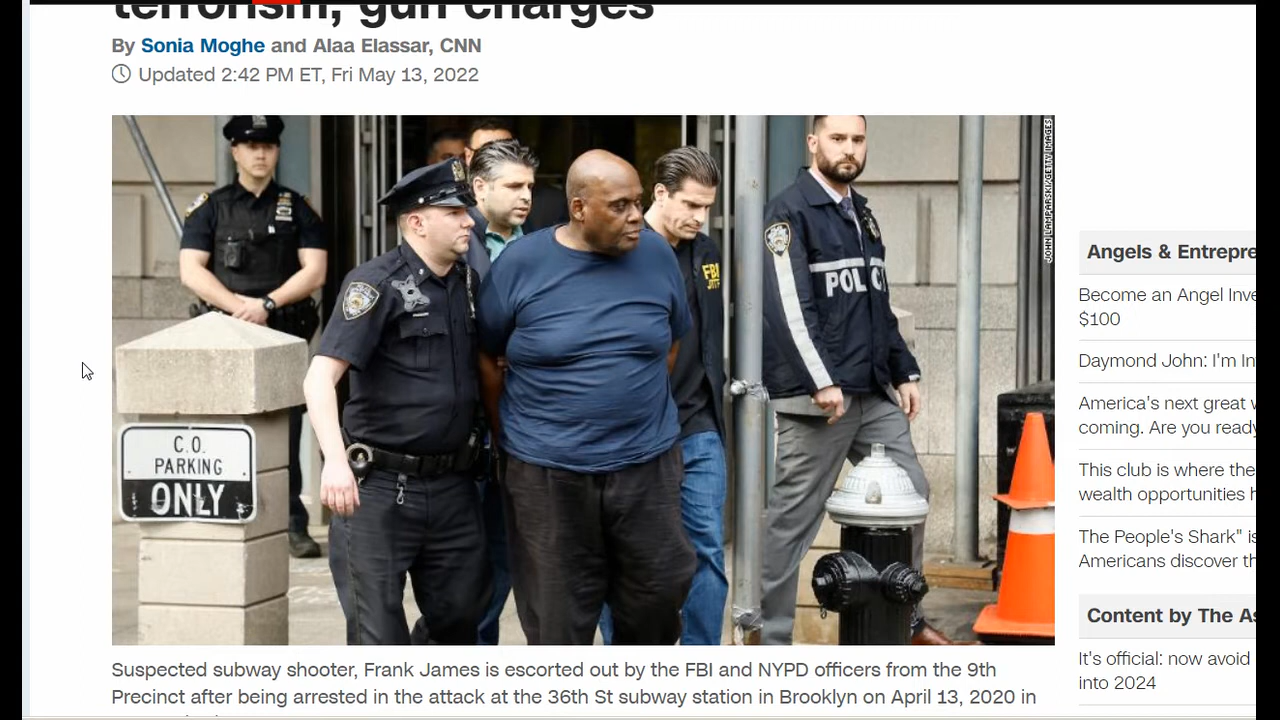 terrorism, gun charges
By Sonia Moghe and Alaa Elassar, CNN
Updated 2:42 PM ET, Fri May 13, 2022
JOHN LAMPARSKI/GETTY IMAGES
FBI
POLIC
C.O.
PARKING
ONLY
Suspected subway shooter, Frank James is escorted out by the FBI and NYPD officers from the 9th
Precinct after being arrested in the attack at the 36th St subway station in Brooklyn on April 13, 2020 in
Angels & Entrepre
Become an Angel Inve
$100
Daymond John: I'm In
America's next great w
coming. Are you ready
This club is where the
wealth opportunities h
The People's Shark" is
Americans discover th
Content by The As
It's official: now avoid
into 2024